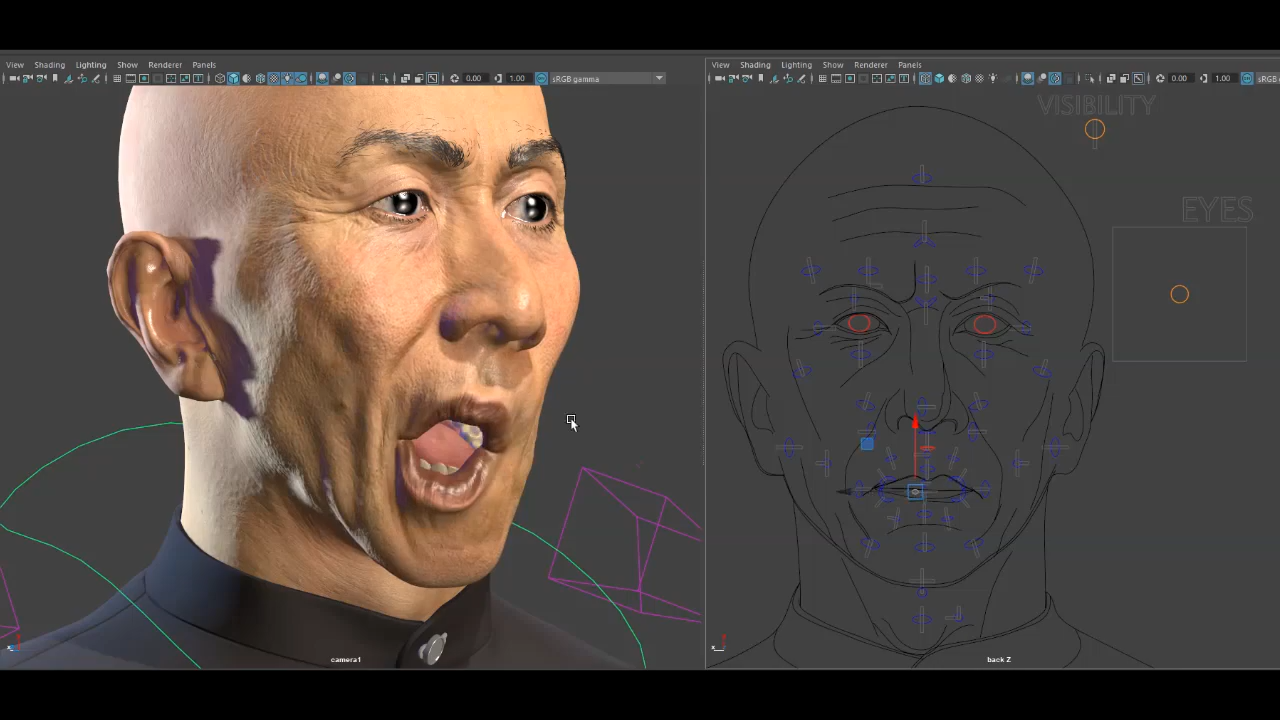 View Shading Lighting Show Renderer Panels
0.00 1.00 sRGB gamma
camera1
x
View Shading Lighting Show Renderer Panels
0.00 1.00 sRG
VISIBILITY
EYES
back Z
x